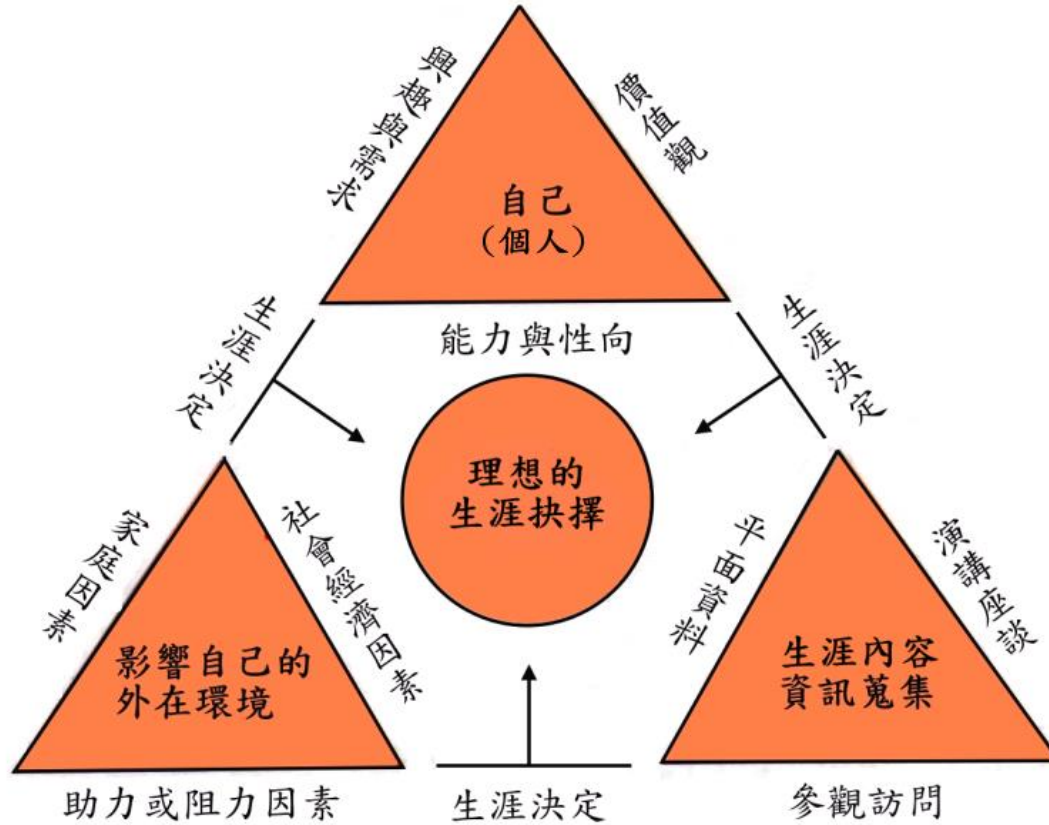 興趣與需求
價值觀
自己
(個人)
能力與性向
生涯決定
生涯決定
理想的
生涯抉擇
家庭因素
社會經濟因素
影響自己的
外在環境
助力或阻力因素
平面資料
演講座談
生涯內容
資訊蒐集
參觀訪問
生涯決定